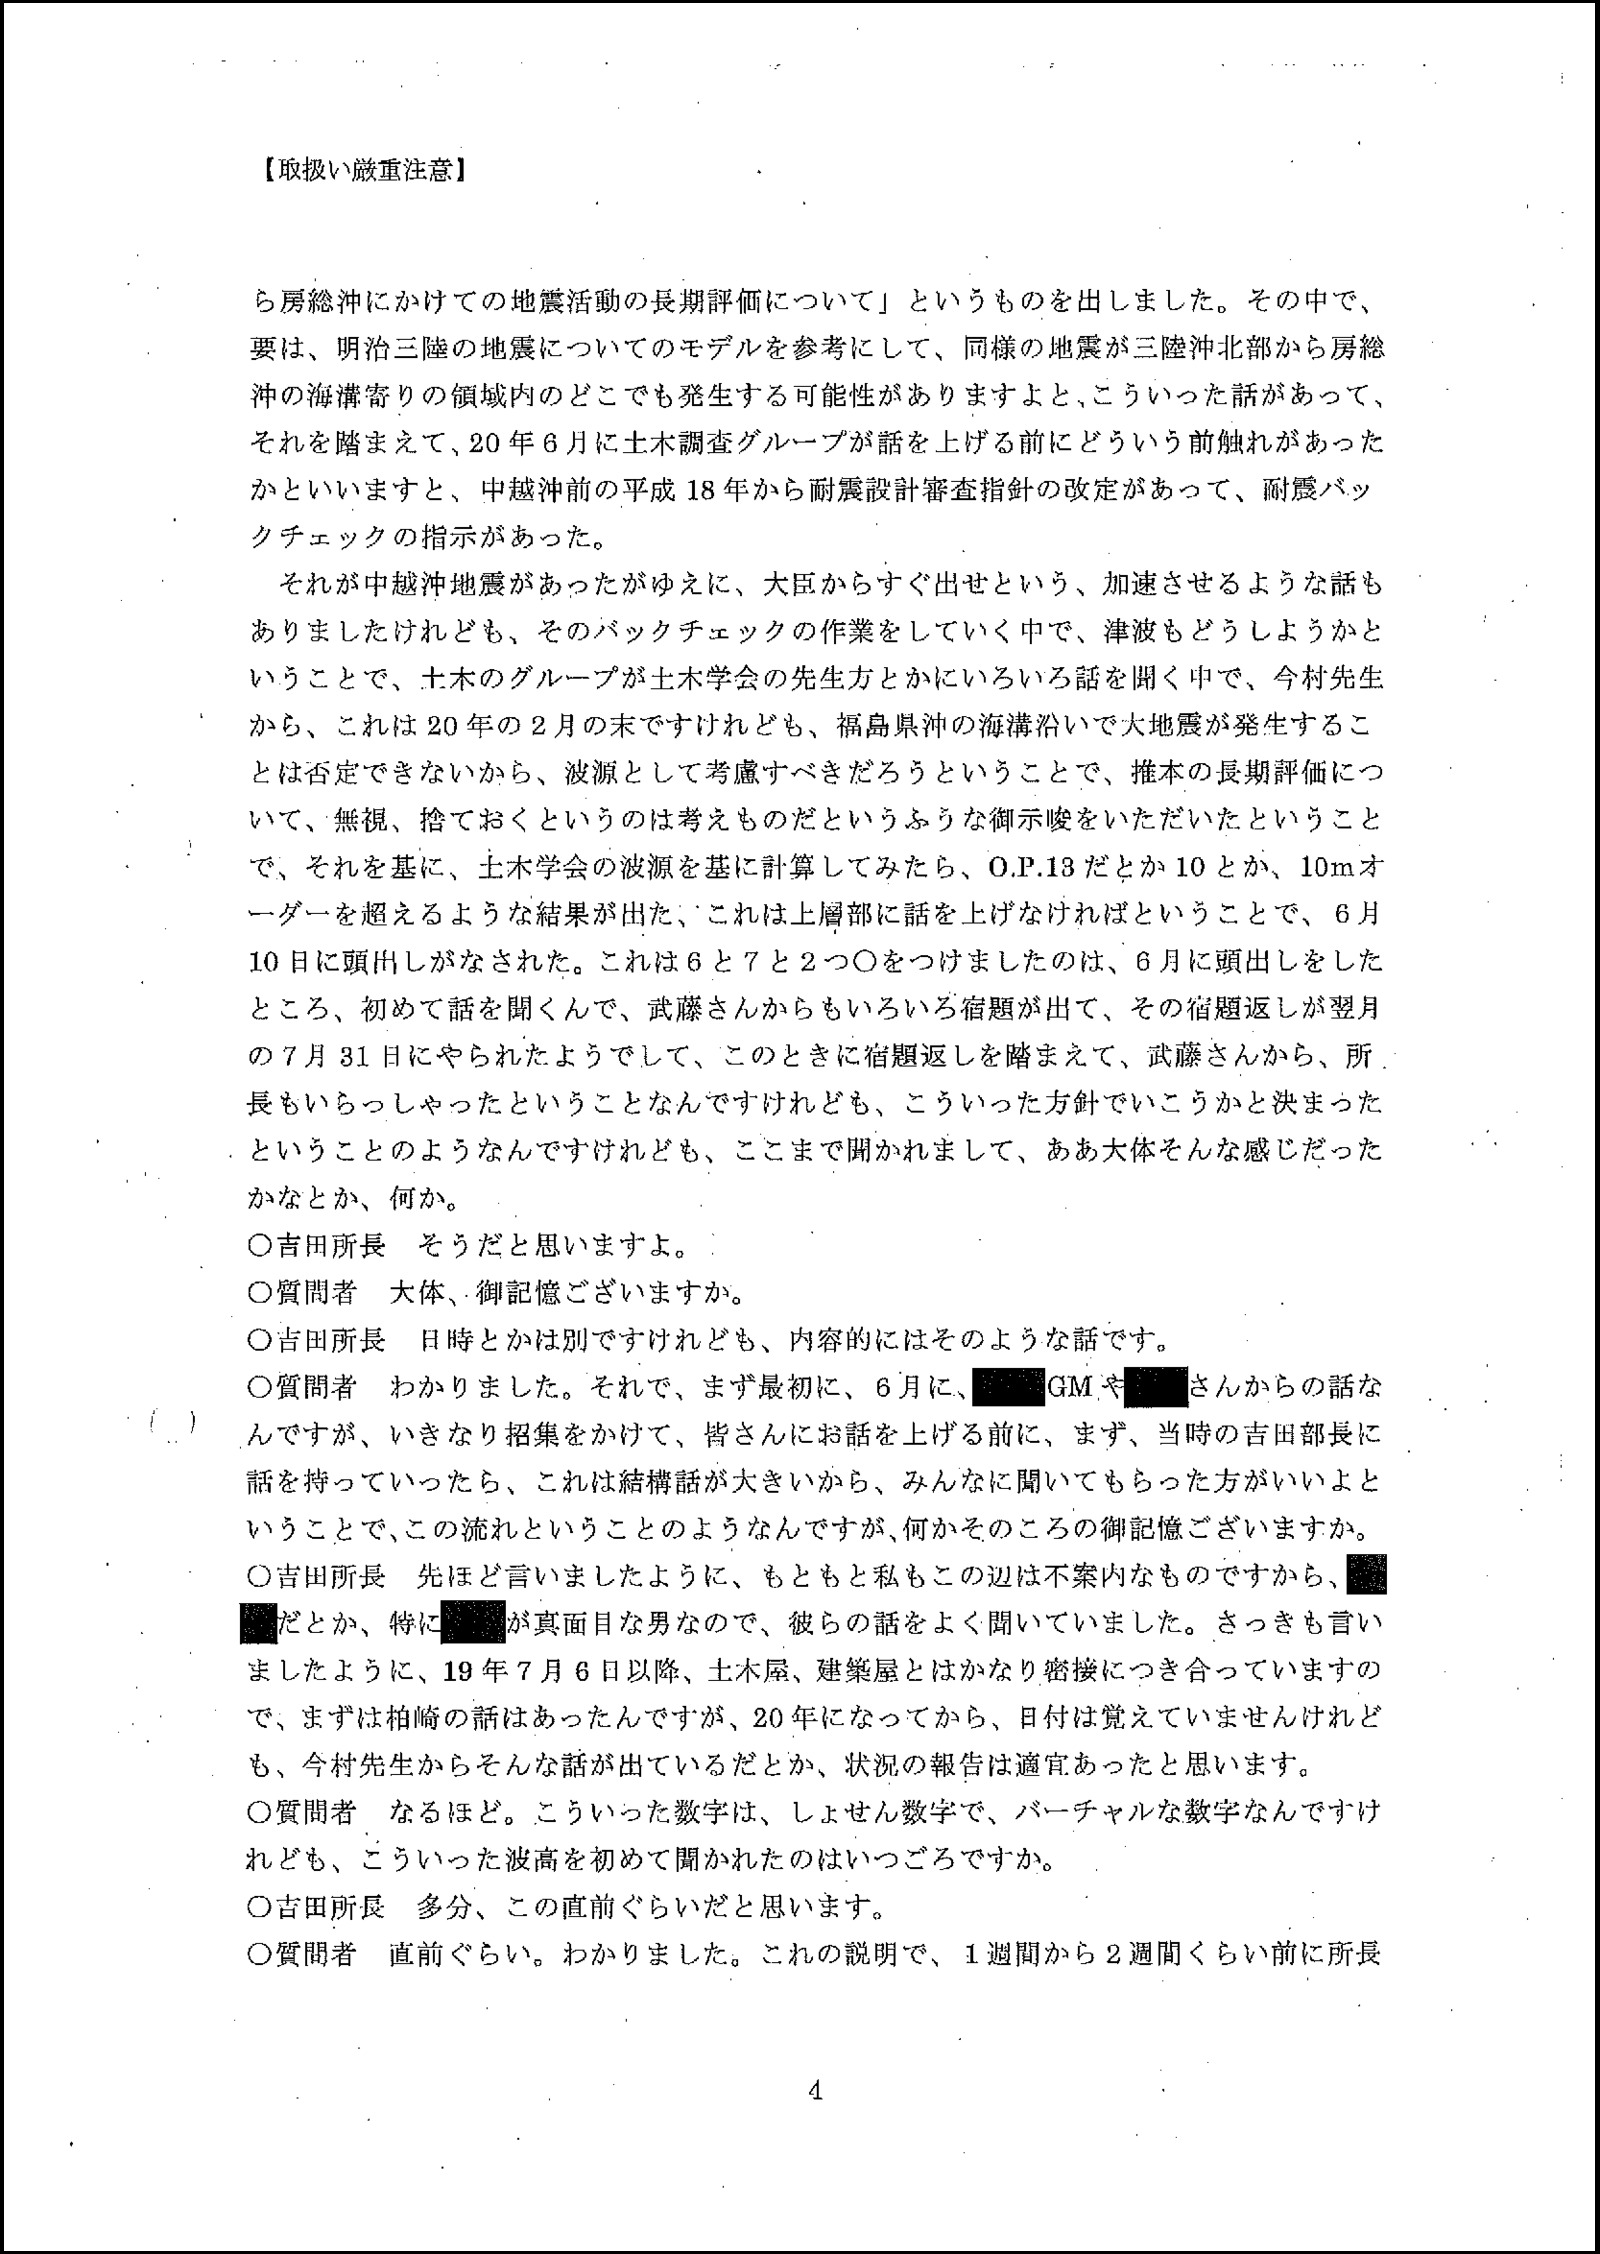 【取扱い厳重注意】
ら房総沖にかけての地震活動の長期評価について」というものを出しました。その中で、
要は、明治三陸の地震についてのモデルを参考にして、同様の地震が三陸沖北部から房総
沖の海溝寄りの領域内のどこでも発生する可能性がありますよと、こういった話があって、
それを踏まえて、20年6月に土木調査グループが話を上げる前にどういう前触れがあった
かといいますと、中越沖前の平成18年から耐震設計審査指針の改定があって、耐震バッ
クチェックの指示があった。
それが中越沖地震があったがゆえに、大臣からすぐ出せという、加速させるような話も
ありましたけれども、そのバックチェックの作業をしていく中で、津波もどうしようかと
いうことで、土木のグループが土木学会の先生方とかにいろいろ話を聞く中で、今村先生
から、これは20年の2月の末ですけれども、福島県沖の海溝沿いで大地震が発生するこ
とは否定できないから、波源として考慮すべきだろうということで、推本の長期評価につ
いて、無視、捨ておくというのは考えものだというふうな御示唆をいただいたということ
で、それを基に、土木学会の波源を基に計算してみたら、O.P.13だとか10とか、10mオ
ーダーを超えるような結果が出た、これは上層部に話を上げなければということで、6月
10日に頭出しがなされた。これは6と7と2つ〇をつけましたのは、6月に頭出しをした
ところ、初めて話を聞くんで、武藤さんからもいろいろ宿題が出て、その宿題返しが翌月
の7月31日にやられたようでして、このときに宿題返しを踏まえて、武藤さんから、所
長もいらっしゃったということなんですけれども、こういった方針でいこうかと決まった
ということのようなんですけれども、ここまで聞かれまして、ああ大体そんな感じだった
かなとか、何か。
〇吉田所長　そうだと思いますよ。
〇質問者　大体、御記憶ございますか。
〇吉田所長　日時とかは別ですけれども、内容的にはそのような話です。
〇質問者　わかりました。それで、まず最初に、6月に、GMやさんからの話な
んですが、いきなり招集をかけて、皆さんにお話を上げる前に、まず、当時の吉田部長に
話を持っていったら、これは結構話が大きいから、みんなに聞いてもらった方がいいよと
いうことで、この流れということのようなんですが、何かそのころの御記憶ございますか。
〇吉田所長　先ほど言いましたように、もともと私もこの辺は不案内なものですから、
だとか、特にが真面目な男なので、彼らの話をよく聞いていました。さっきも言い
ましたように、19年7月6日以降、土木屋、建築屋とはかなり密接につき合っていますの
で、まずは柏崎の話はあったんですが、20年になってから、日付は覚えていませんけれど
も、今村先生からそんな話が出ているだとか、状況の報告は適宜あったと思います。
〇質問者　なるほど。こういった数字は、しょせん数字で、バーチャルな数字なんですけ
れども、こういった波高を初めて聞かれたのはいつごろですか。
〇吉田所長　多分、この直前ぐらいだと思います。
〇質問者　直前ぐらい。わかりました。これの説明で、1週間から2週間くらい前に所長
4